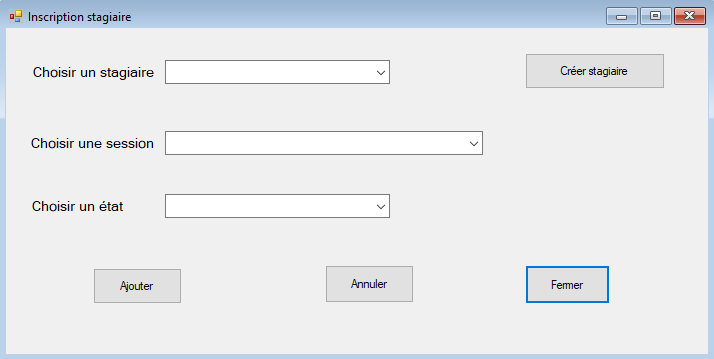 Inscription stagiaire
Choisir un stagiaire
Créer stagiaire
Choisir une session
Choisir un état
Ajouter
Annuler
Fermer